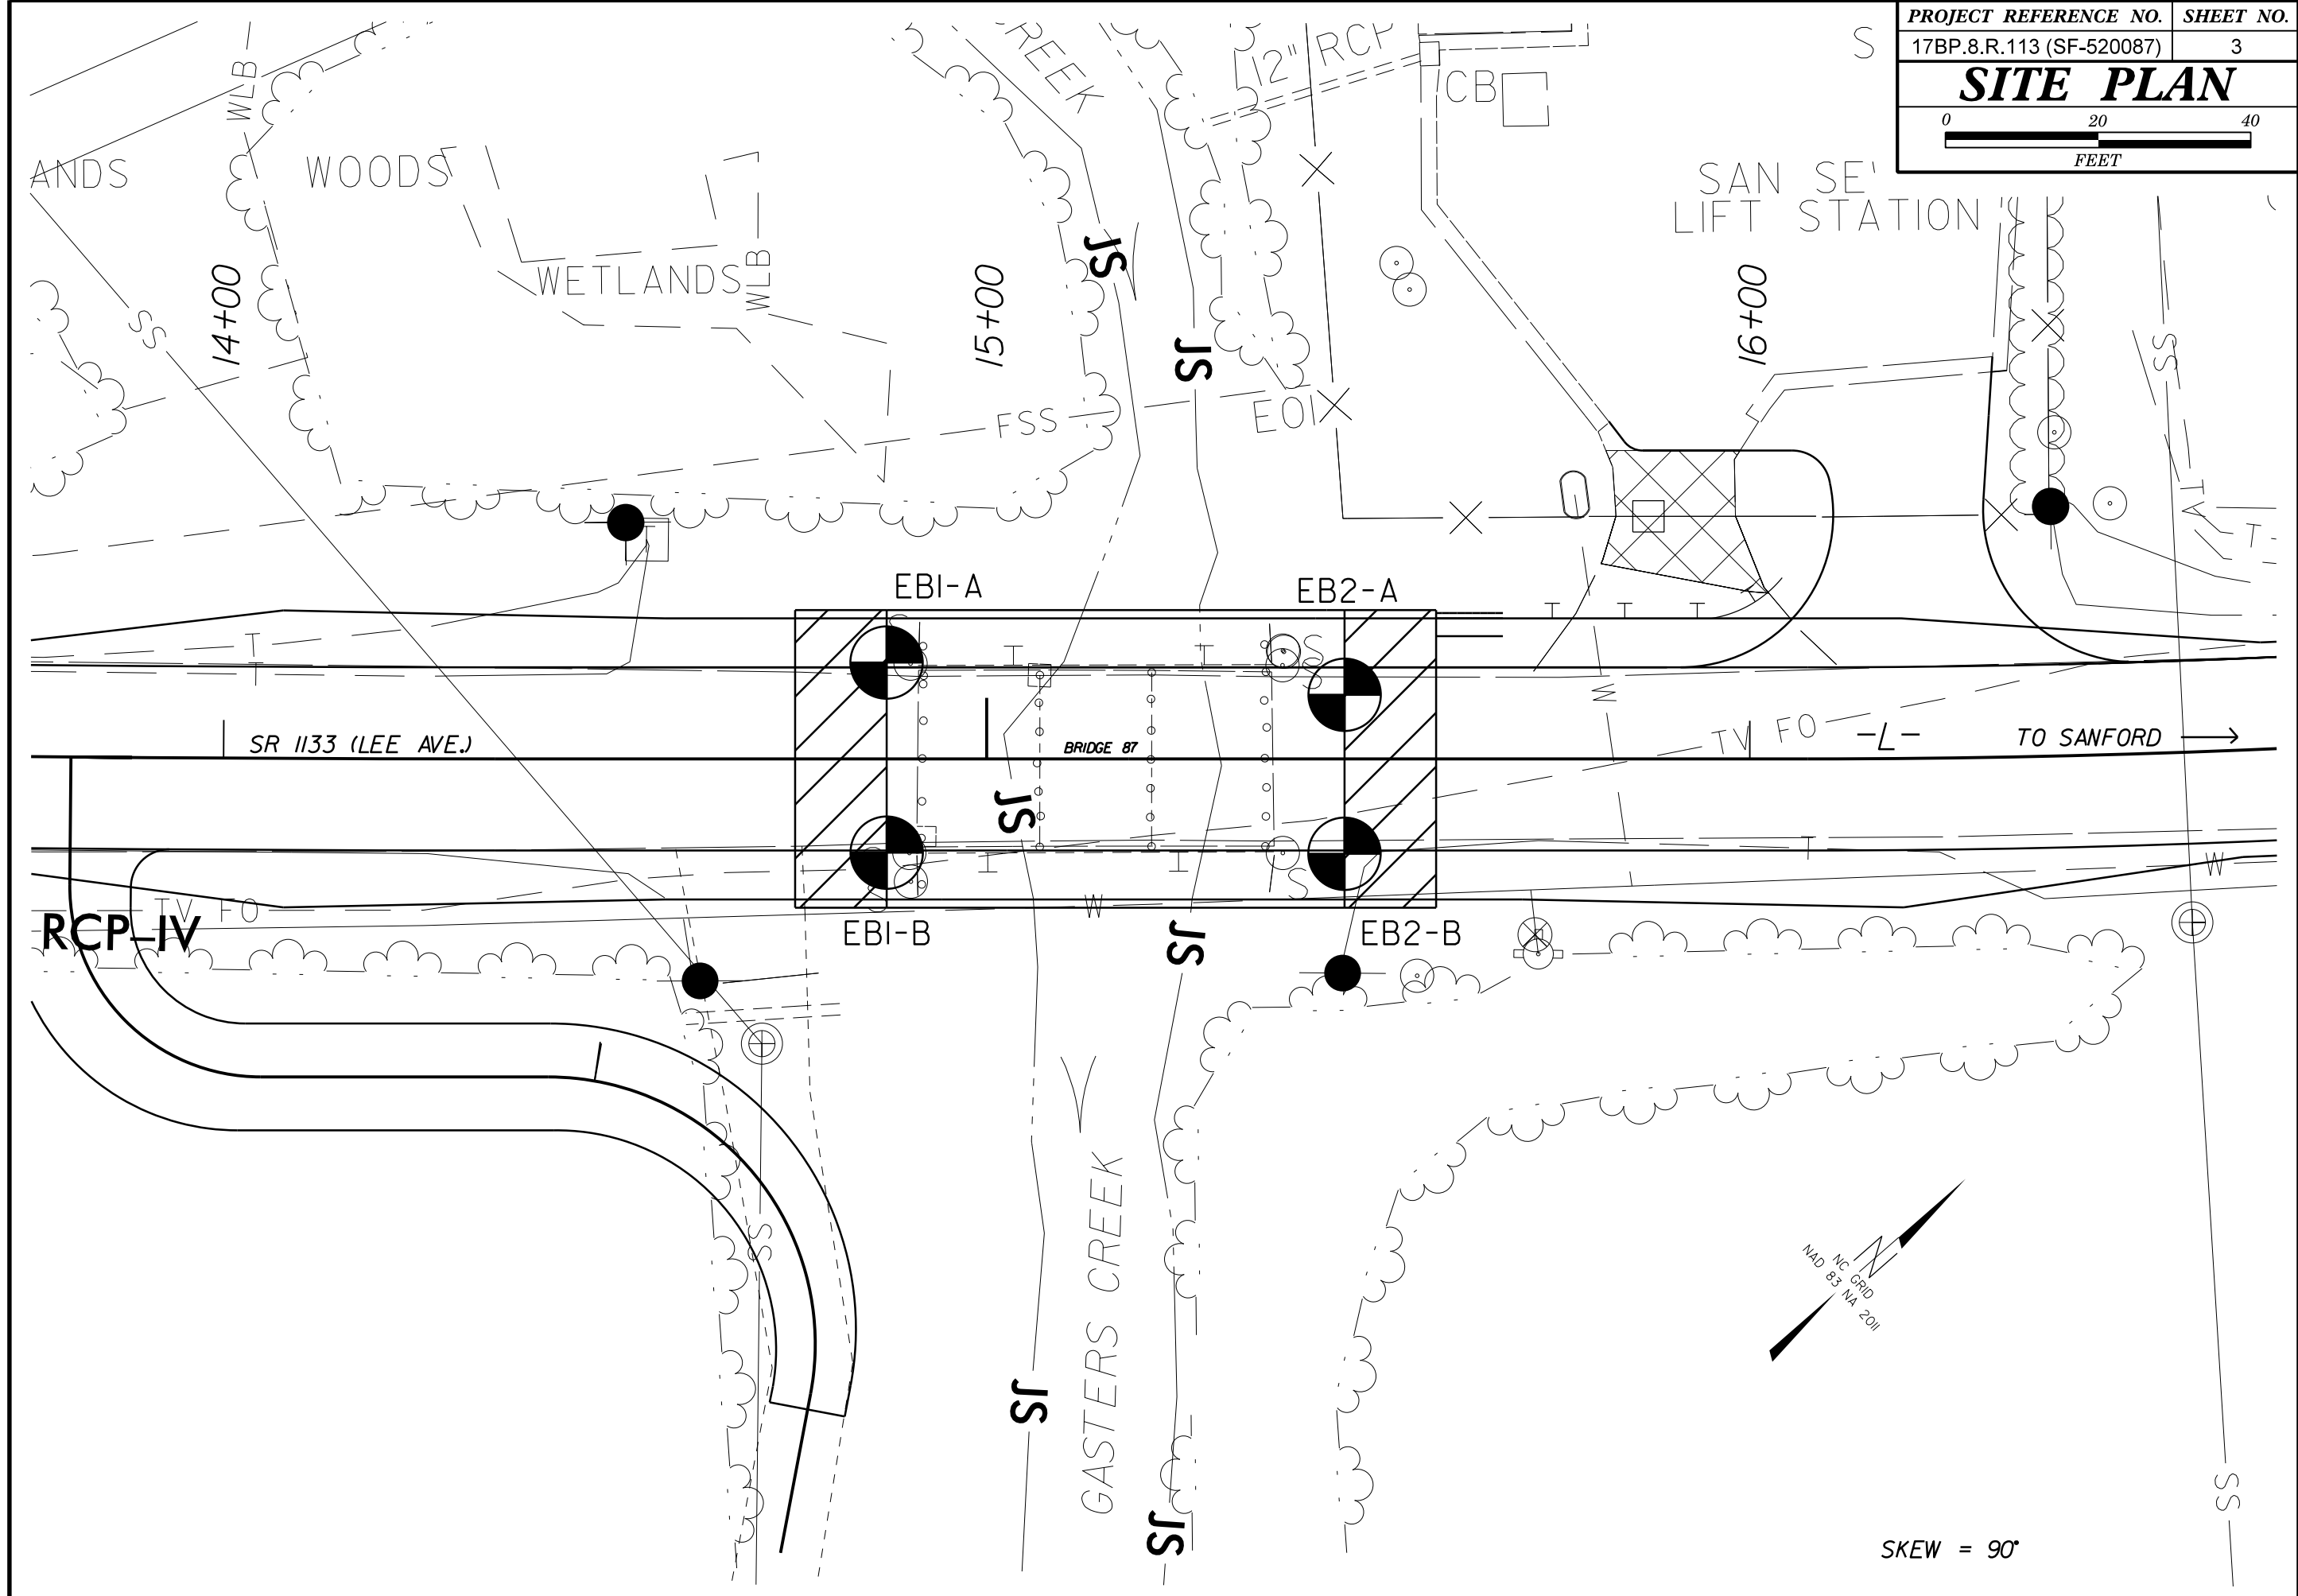 PROJECT REFERENCE NO.
SHEET NO.
17BP.8.R.113 (SF-520087)
3
SITE PLAN
0 20 40
FEET
S
REEK
12" RCP
CB
WLB
ANDS
WOODS
SAN SE
LIFT STATION
WETLANDS
WLB
14+00
15+00
16+00
SS
SS
JS
JS
FSS
EOI
T
T
T
EB1-A
EB2-A
T
T
T
T
T
T
T
T
S
S
W
SR 1133 (LEE AVE.)
BRIDGE 87
TV FO
-L-
TO SANFORD
JS
T
T
T
W
S
TV FO
W
RCP-IV
EB1-B
EB2-B
JS
SS
GASTERS CREEK
NC GRID
NAD 83 NA 2011
N
JS
JS
SS
SKEW = 90°